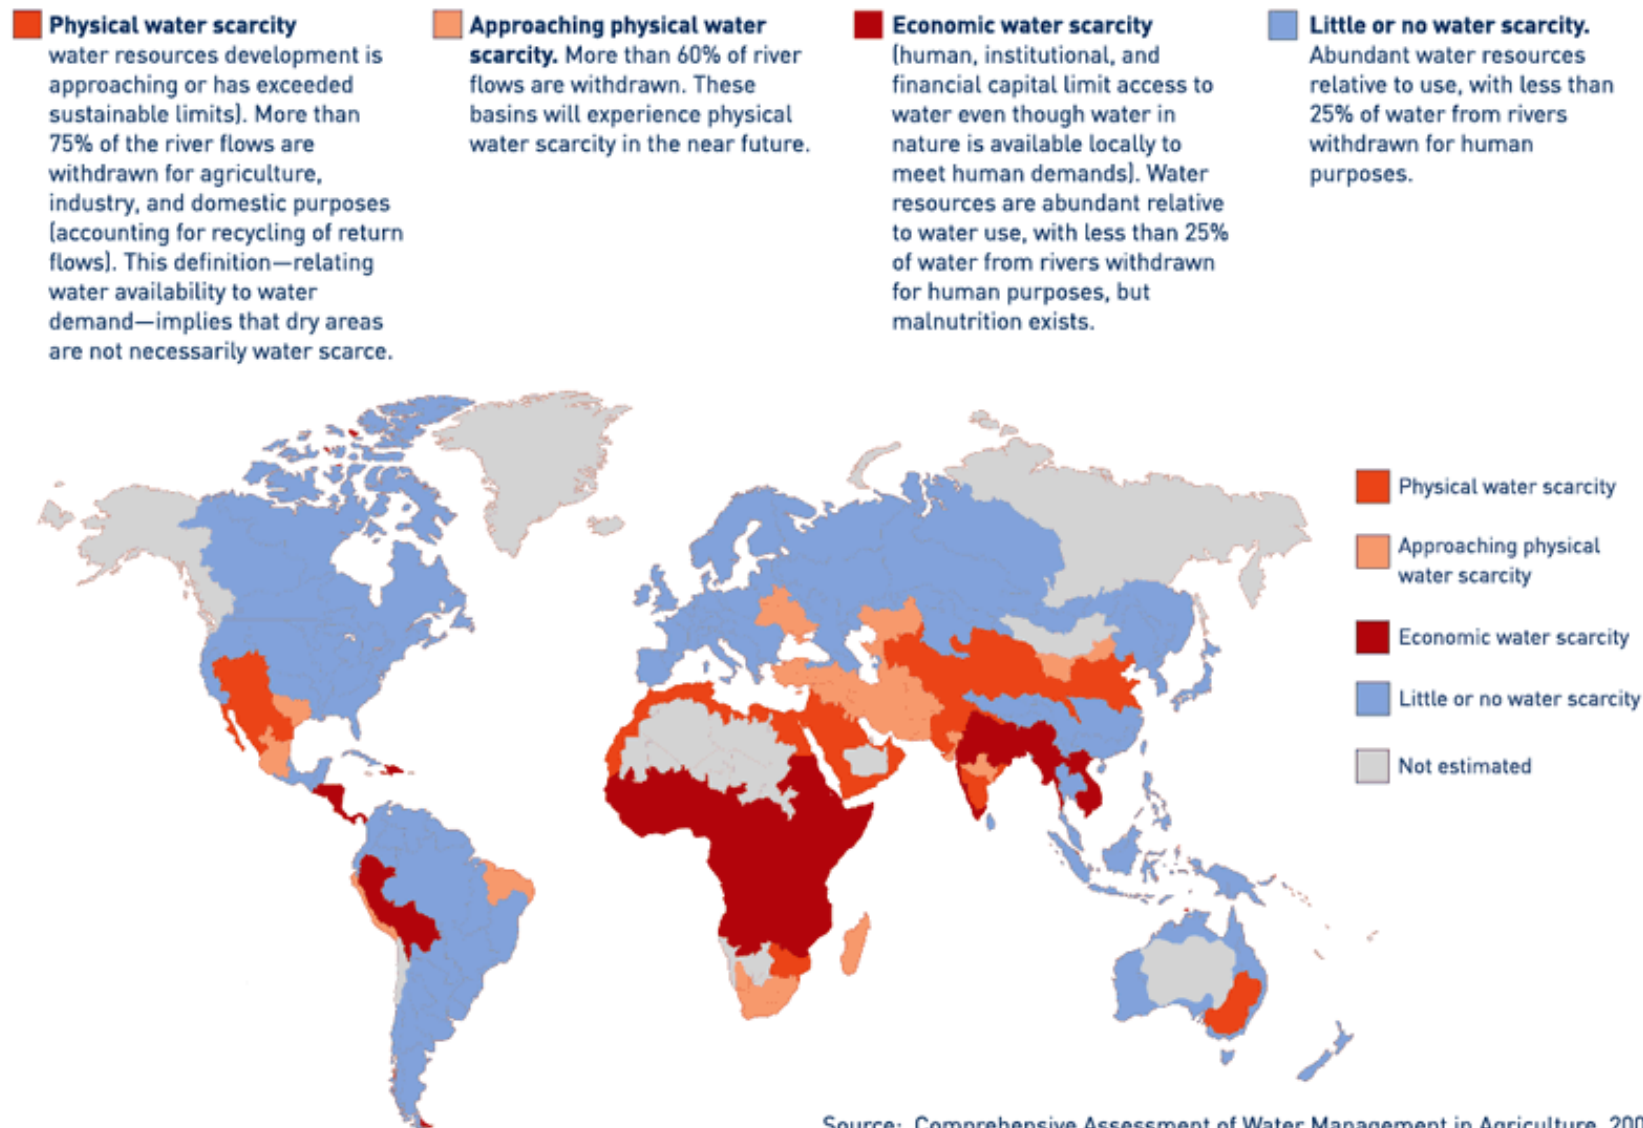 Physical water scarcity
water resources development is
approaching or has exceeded
sustainable limits). More than
75% of the river flows are
withdrawn for agriculture,
industry, and domestic purposes
(accounting for recycling of return
flows). This definition—relating
water availability to water
demand—implies that dry areas
are not necessarily water scarce.
Approaching physical water
scarcity. More than 60% of river
flows are withdrawn. These
basins will experience physical
water scarcity in the near future.
Economic water scarcity
(human, institutional, and
financial capital limit access to
water even though water in
nature is available locally to
meet human demands). Water
resources are abundant relative
to water use, with less than 25%
of water from rivers withdrawn
for human purposes, but
malnutrition exists.
Little or no water scarcity.
Abundant water resources
relative to use, with less than
25% of water from rivers
withdrawn for human
purposes.
Physical water scarcity
Approaching physical
water scarcity
Economic water scarcity
Little or no water scarcity
Not estimated
Source: Comprehensive Assessment of Water Management in Agriculture, 200